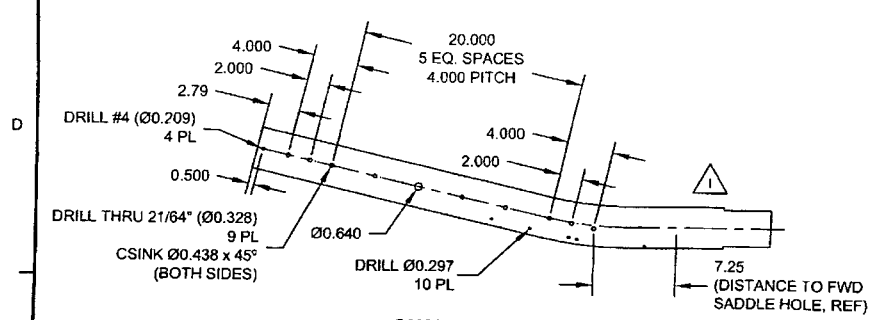 20.000
5 EQ. SPACES
4.000 PITCH
4.000
2.000
2.79
D
DRILL #4 (Ø0.209)
4 PL
4.000
2.000
1
0.500
DRILL THRU 21/64" (Ø0.328)
9 PL
CSINK Ø0.438 x 45°
(BOTH SIDES)
Ø0.640
DRILL Ø0.297
10 PL
7.25
(DISTANCE TO FWD
SADDLE HOLE, REF)